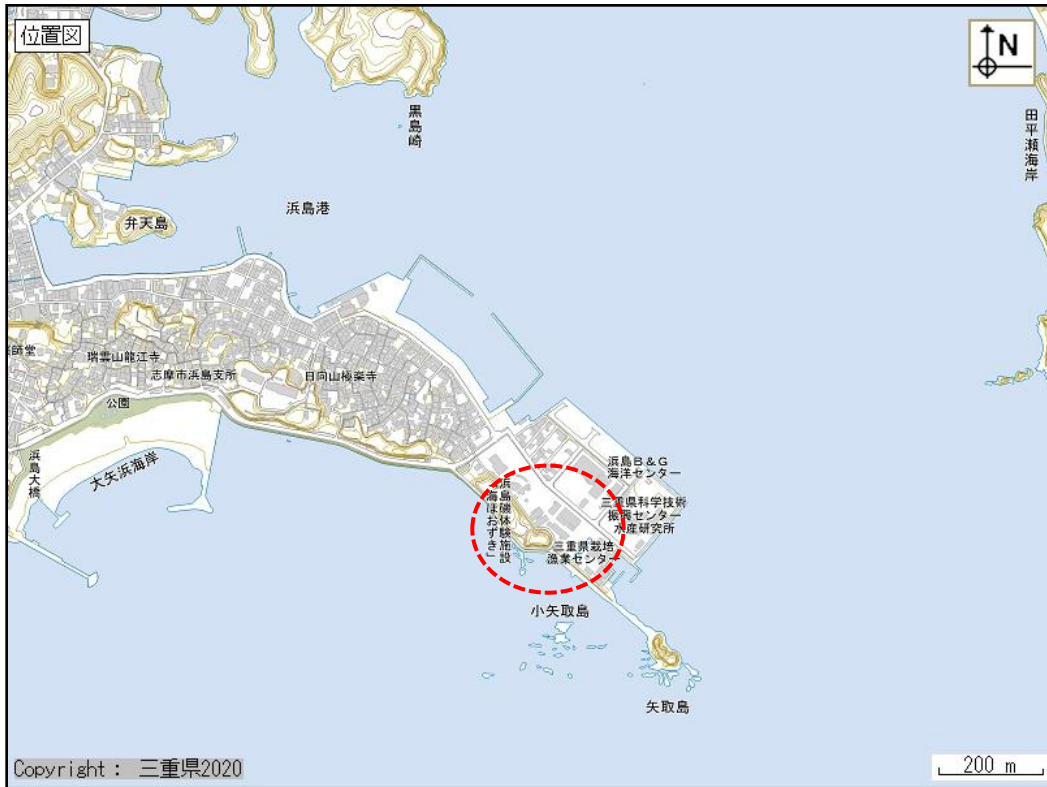 位置図
N
黒島崎
田平瀬海岸
浜島港
弁天島
師堂
瑞雲山龍江寺
志摩市浜島支所
日向山極楽寺
公園
浜島大橋
大矢浜海岸
浜島B&G
海洋センター
浜島磯体験施設
「海ほおずき」
三重県科学技術
振興センター
水産研究所
三重県栽培
漁業センター
小矢取島
矢取島
Copyright : 三重県2020
200 m